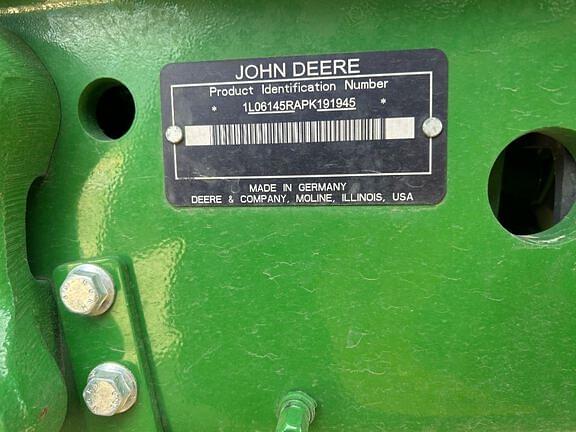 JOHN DEERE
Product Identification Number
* 1L06145RAPK191945 *
MADE IN GERMANY
DEERE & COMPANY, MOLINE, ILLINOIS, USA